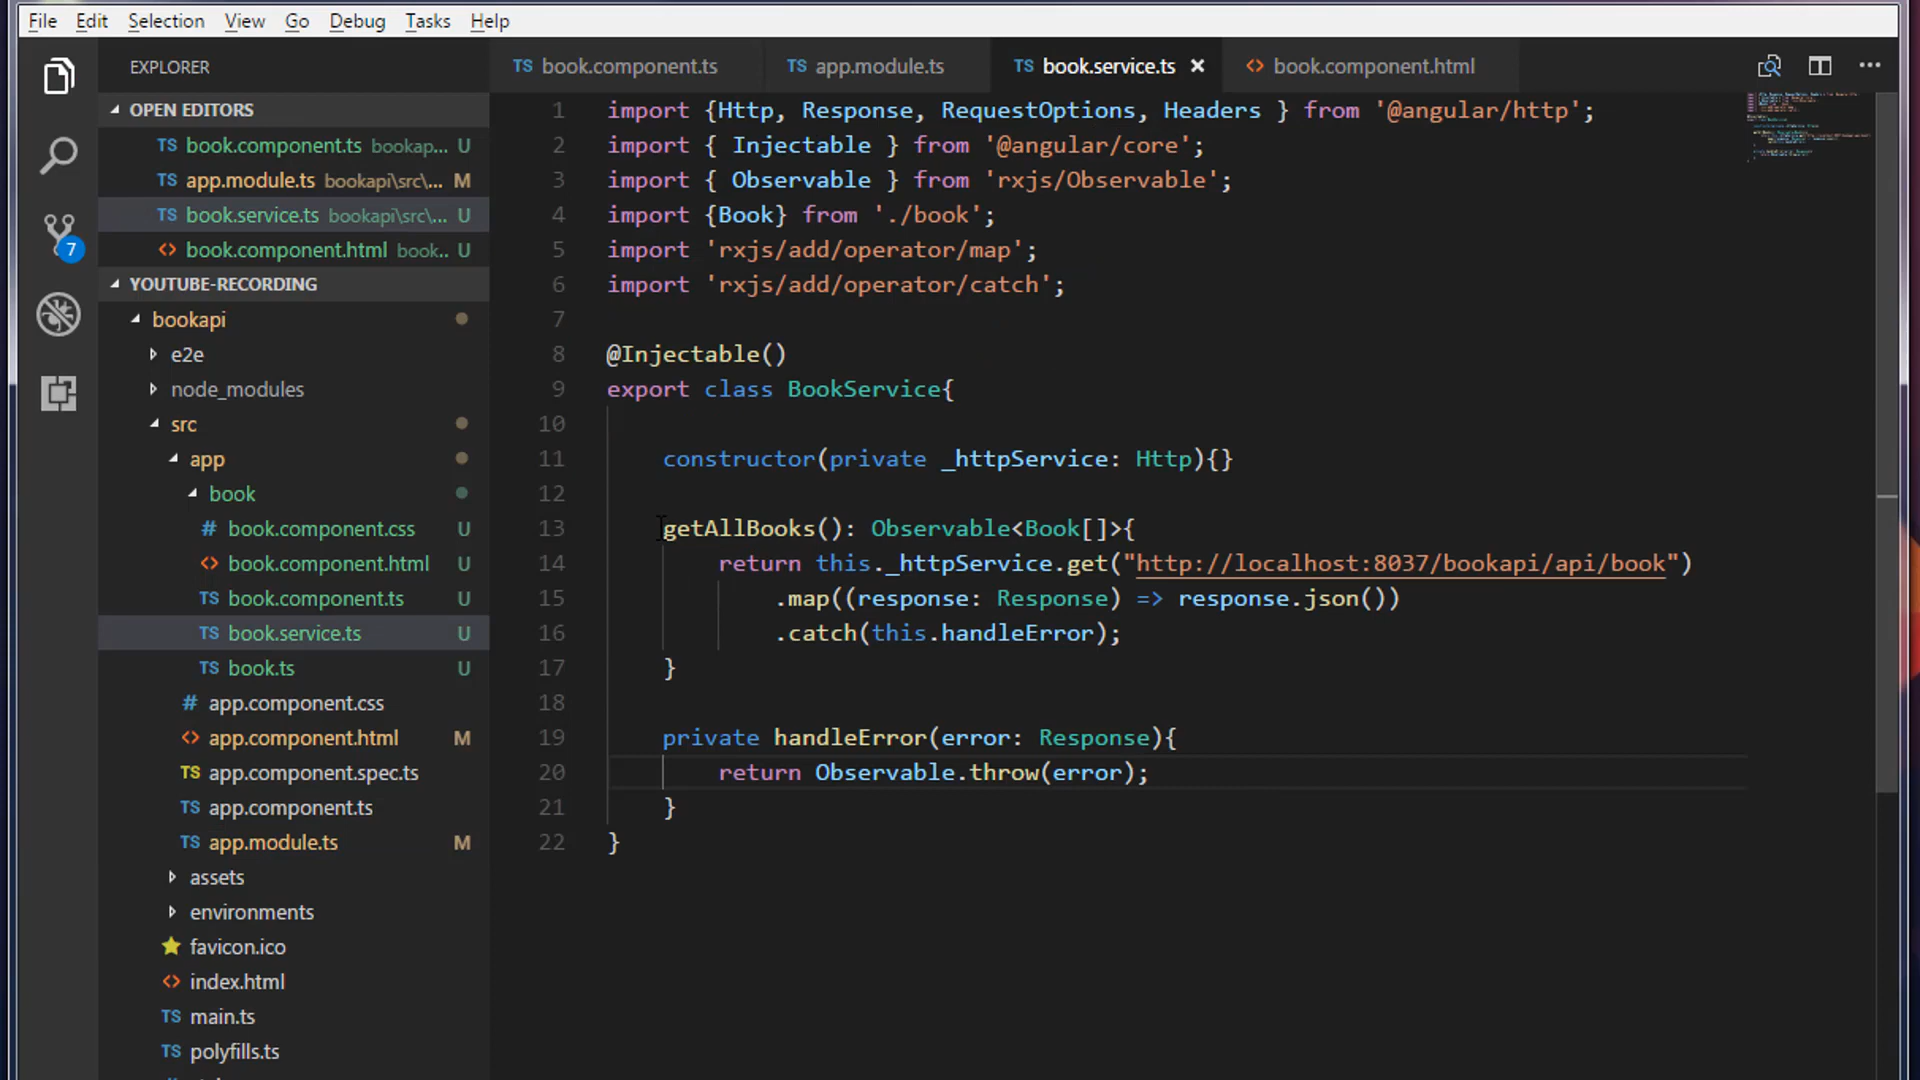 File Edit Selection View Go Debug Tasks Help
EXPLORER
OPEN EDITORS
TS book.component.ts bookap... U
TS app.module.ts bookapi\src\... M
TS book.service.ts bookapi\src\... U
<> book.component.html book.. U
YOUTUBE-RECORDING
bookapi
e2e
node_modules
src
app
book
# book.component.css U
<> book.component.html U
TS book.component.ts U
TS book.service.ts U
TS book.ts U
# app.component.css
<> app.component.html M
TS app.component.spec.ts
TS app.component.ts
TS app.module.ts M
assets
environments
favicon.ico
<> index.html
TS main.ts
TS polyfills.ts
7
TS book.component.ts TS app.module.ts TS book.service.ts × <> book.component.html
1 import {Http, Response, RequestOptions, Headers } from '@angular/http';
2 import { Injectable } from '@angular/core';
3 import { Observable } from 'rxjs/Observable';
4 import {Book} from './book';
5 import 'rxjs/add/operator/map';
6 import 'rxjs/add/operator/catch';
7
8 @Injectable()
9 export class BookService{
10
11 constructor(private _httpService: Http){}
12
13 getAllBooks(): Observable<Book[]>{
14 return this._httpService.get("http://localhost:8037/bookapi/api/book")
15 .map((response: Response) => response.json())
16 .catch(this.handleError);
17 }
18
19 private handleError(error: Response){
20 return Observable.throw(error);
21 }
22 }